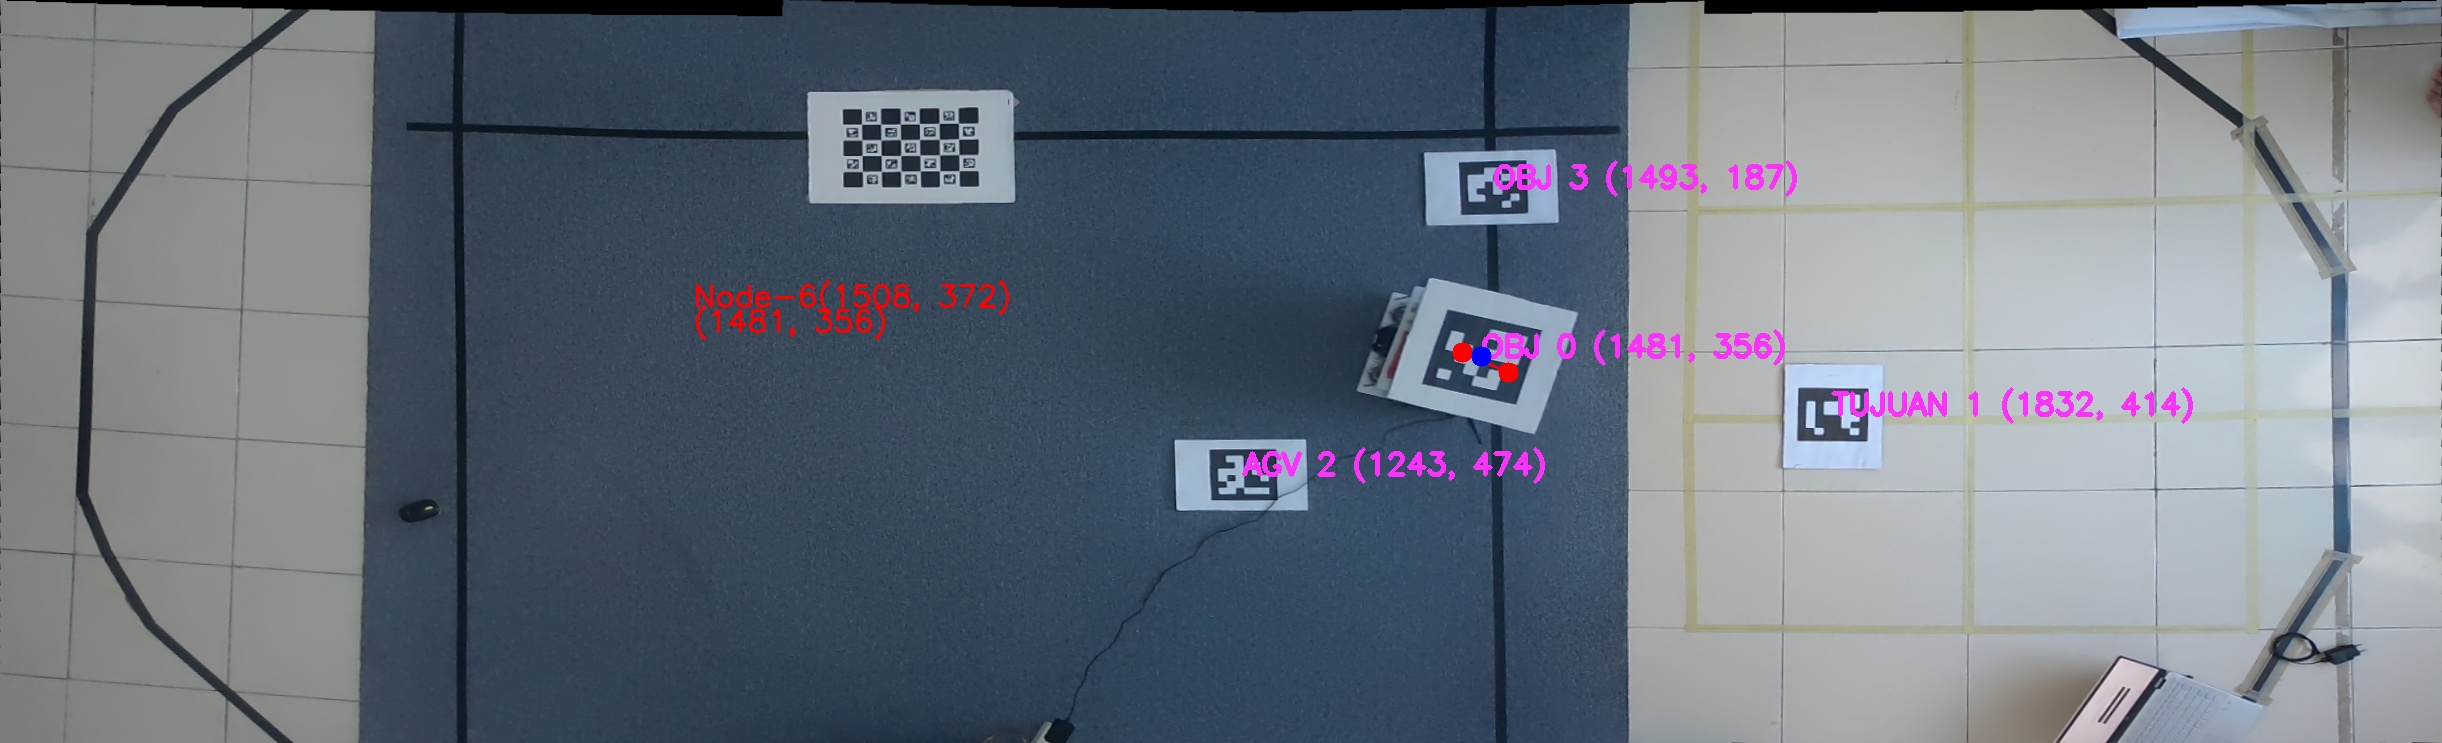 OBJ 3 (1493, 187)
Node-6(1508, 372)
(1481, 356)
OBJ 0 (1481, 356)
TUJUAN 1 (1832, 414)
AGV 2 (1243, 474)